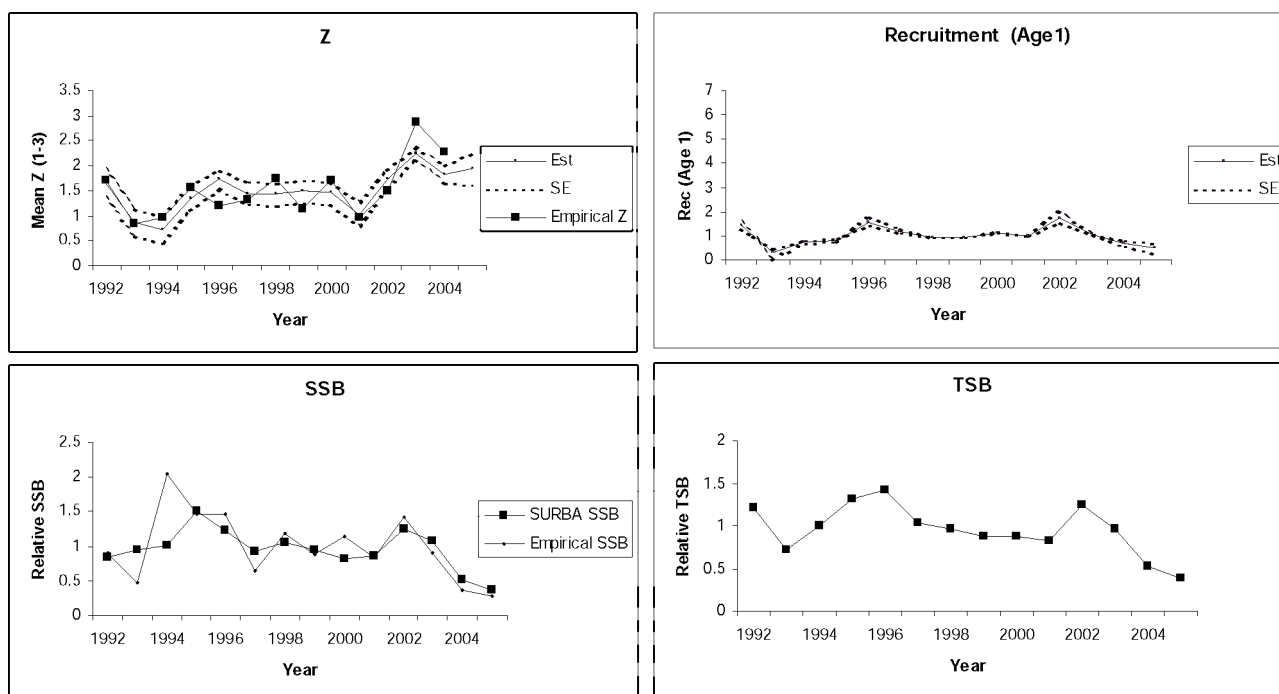 Z
3.5
3
2.5
2
1.5
1
0.5
0
Mean Z (1-3)
1992 1994 1996 1998 2000 2002 2004
Year
Est
SE
Empirical Z
Recruitment (Age1)
7
6
5
4
3
2
1
0
Rec (Age 1)
1992 1994 1996 1998 2000 2002 2004
Year
Est
SE
SSB
2.5
2
1.5
1
0.5
0
Relative SSB
1992 1994 1996 1998 2000 2002 2004
Year
SURBA SSB
Empirical SSB
TSB
2
1.5
1
0.5
0
Relative TSB
1992 1994 1996 1998 2000 2002 2004
Year